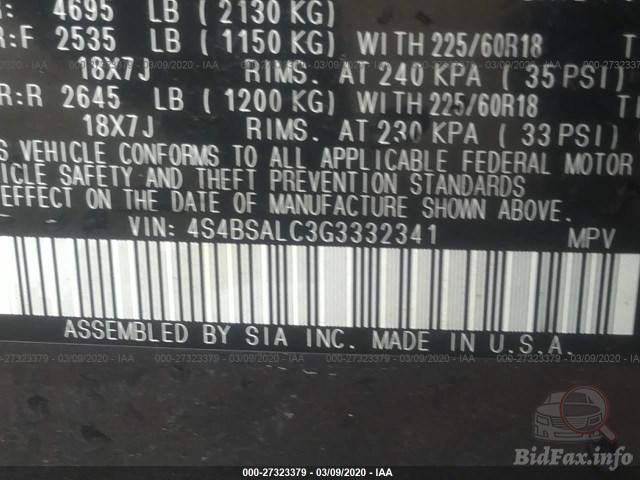 R: 4695 LB ( 2130 KG)
R:F 2535 LB ( 1150 KG) WITH 225/60R18
18X7J RIMS. AT 240 KPA ( 35 PSI)
R:R 2645 LB ( 1200 KG) WITH 225/60R18
18X7J RIMS. AT 230 KPA ( 33 PSI)
S VEHICLE CONFORMS TO ALL APPLICABLE FEDERAL MOTOR
ICLE SAFETY AND THEFT PREVENTION STANDARDS
EFFECT ON THE DATE OF MANUFACTURE SHOWN ABOVE.
VIN: 4S4BSALC3G3332341 MPV
ASSEMBLED BY SIA INC. MADE IN U.S.A.
000-27323379 - 03/09/2020 - IAA
BidFax.info